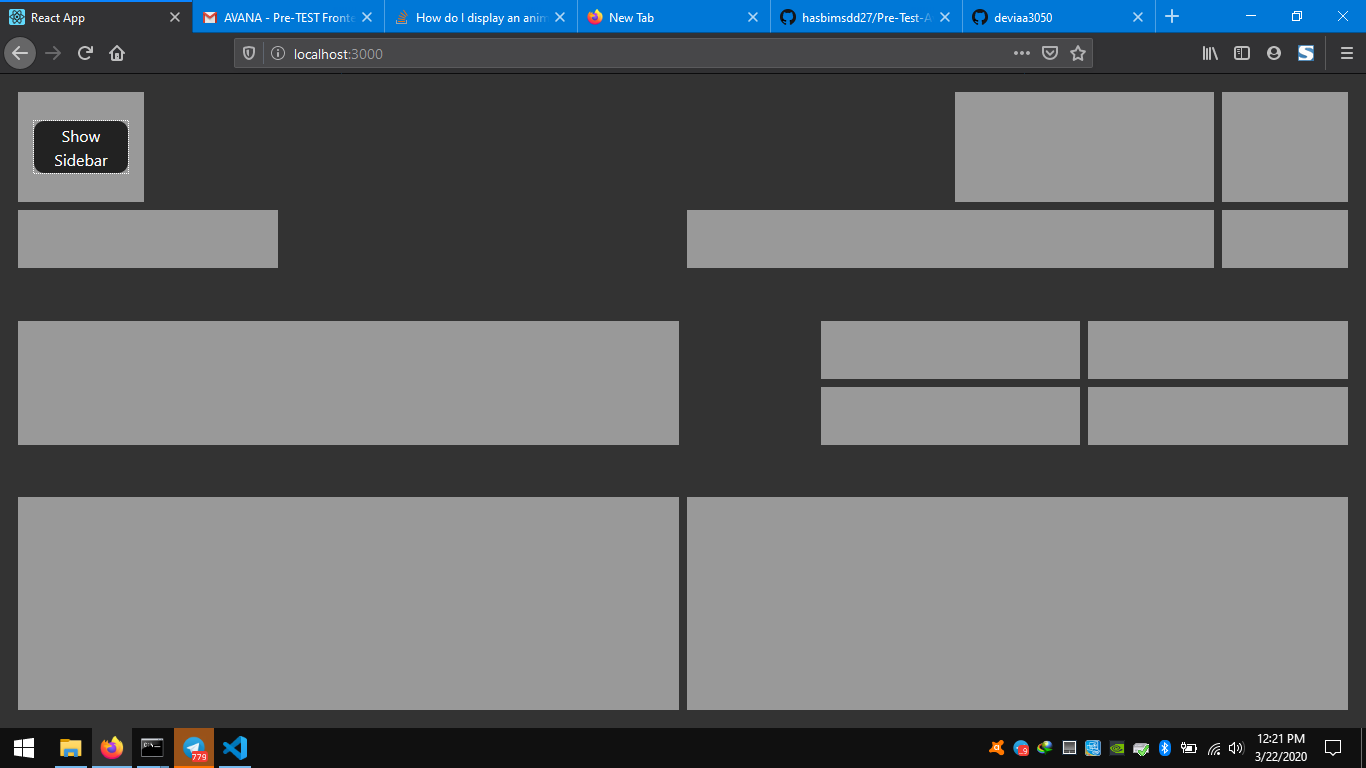 React App
AVANA - Pre-TEST Fronte
How do I display an anim
New Tab
hasbimsdd27/Pre-Test-A
deviaa3050
localhost:3000
Show
Sidebar
779
12:21 PM
3/22/2020